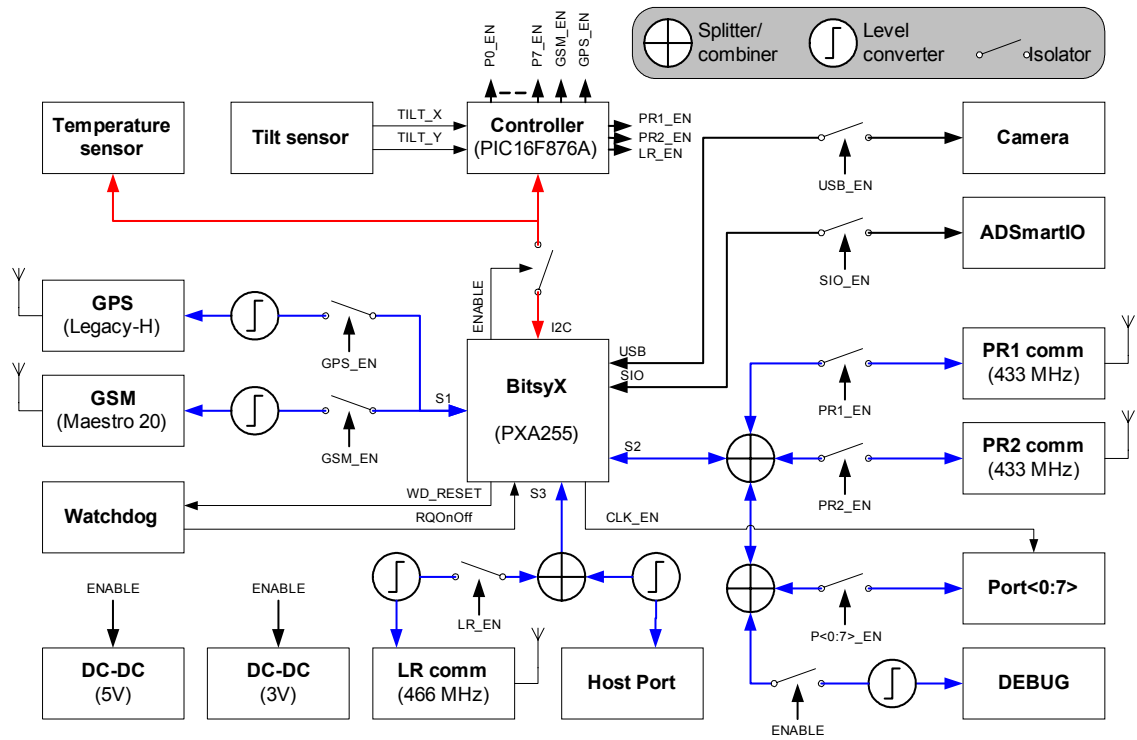 P0_EN
P7_EN
GSM_EN
GPS_EN
Splitter/
combiner
Level
converter
Isolator
Temperature
sensor
Tilt sensor
TILT_X
TILT_Y
Controller
(PIC16F876A)
PR1_EN
PR2_EN
LR_EN
USB_EN
Camera
SIO_EN
ADSmartIO
ENABLE
I2C
GPS
(Legacy-H)
GPS_EN
GSM
(Maestro 20)
GSM_EN
S1
BitsyX
(PXA255)
USB
SIO
S2
S3
PR1 comm
(433 MHz)
PR1_EN
PR2 comm
(433 MHz)
PR2_EN
Watchdog
WD_RESET
RQOnOff
CLK_EN
Port<0:7>
P<0:7>_EN
LR_EN
ENABLE
DC-DC
(5V)
ENABLE
DC-DC
(3V)
LR comm
(466 MHz)
Host Port
ENABLE
DEBUG